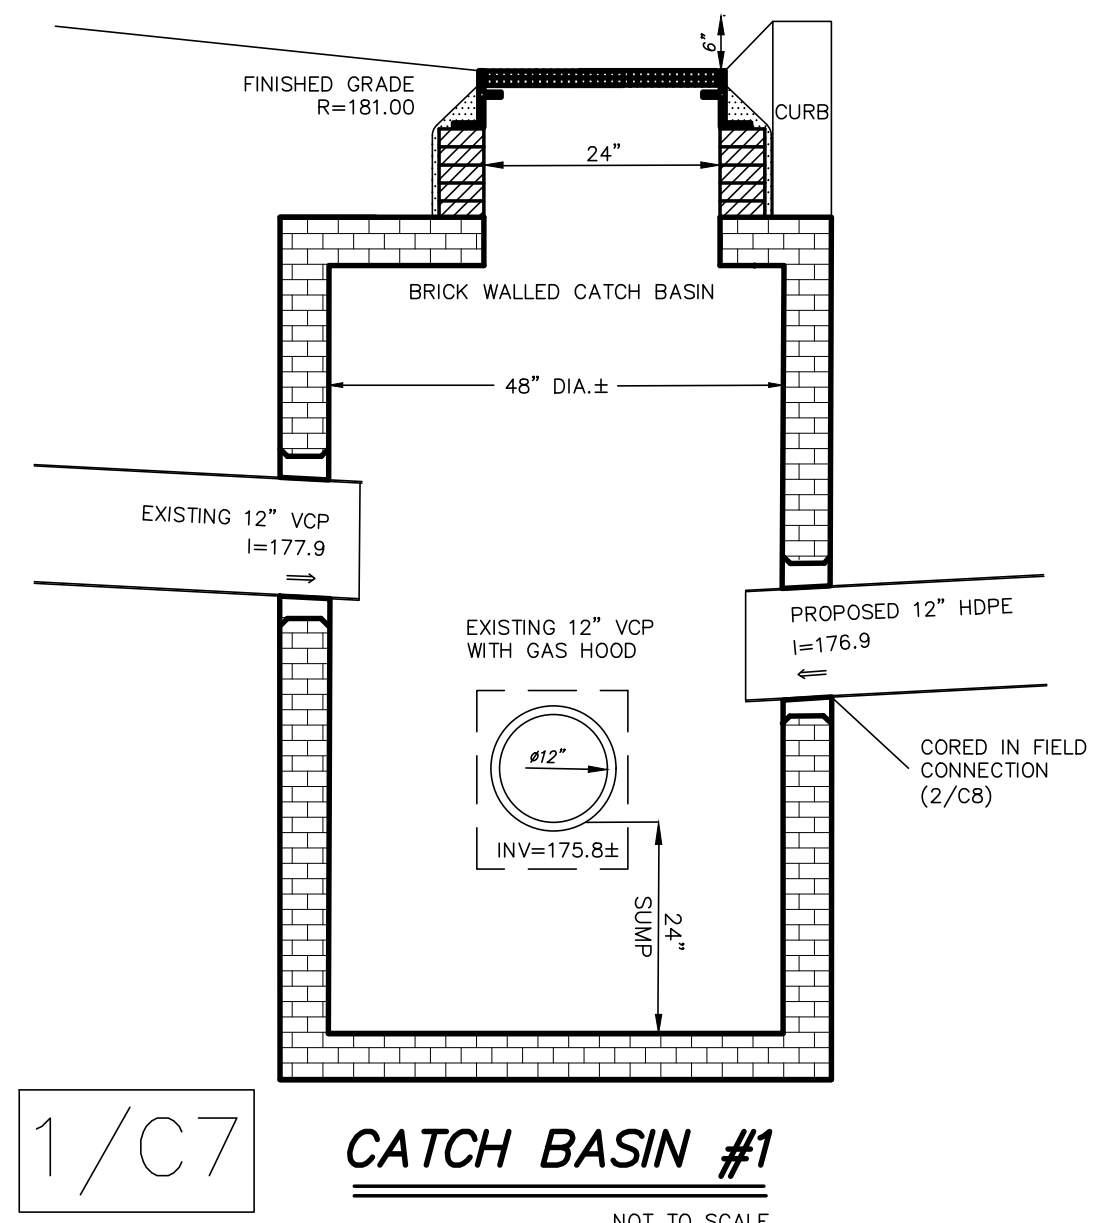 6”
FINISHED GRADE
R=181.00
CURB
24”
BRICK WALLED CATCH BASIN
48” DIA.±
EXISTING 12” VCP
I=177.9
⇒
PROPOSED 12” HDPE
I=176.9
⇐
EXISTING 12” VCP
WITH GAS HOOD
ø12”
CORED IN FIELD
CONNECTION
(2/C8)
INV=175.8±
24”
SUMP
1/C7
CATCH BASIN #1
NOT TO SCALE